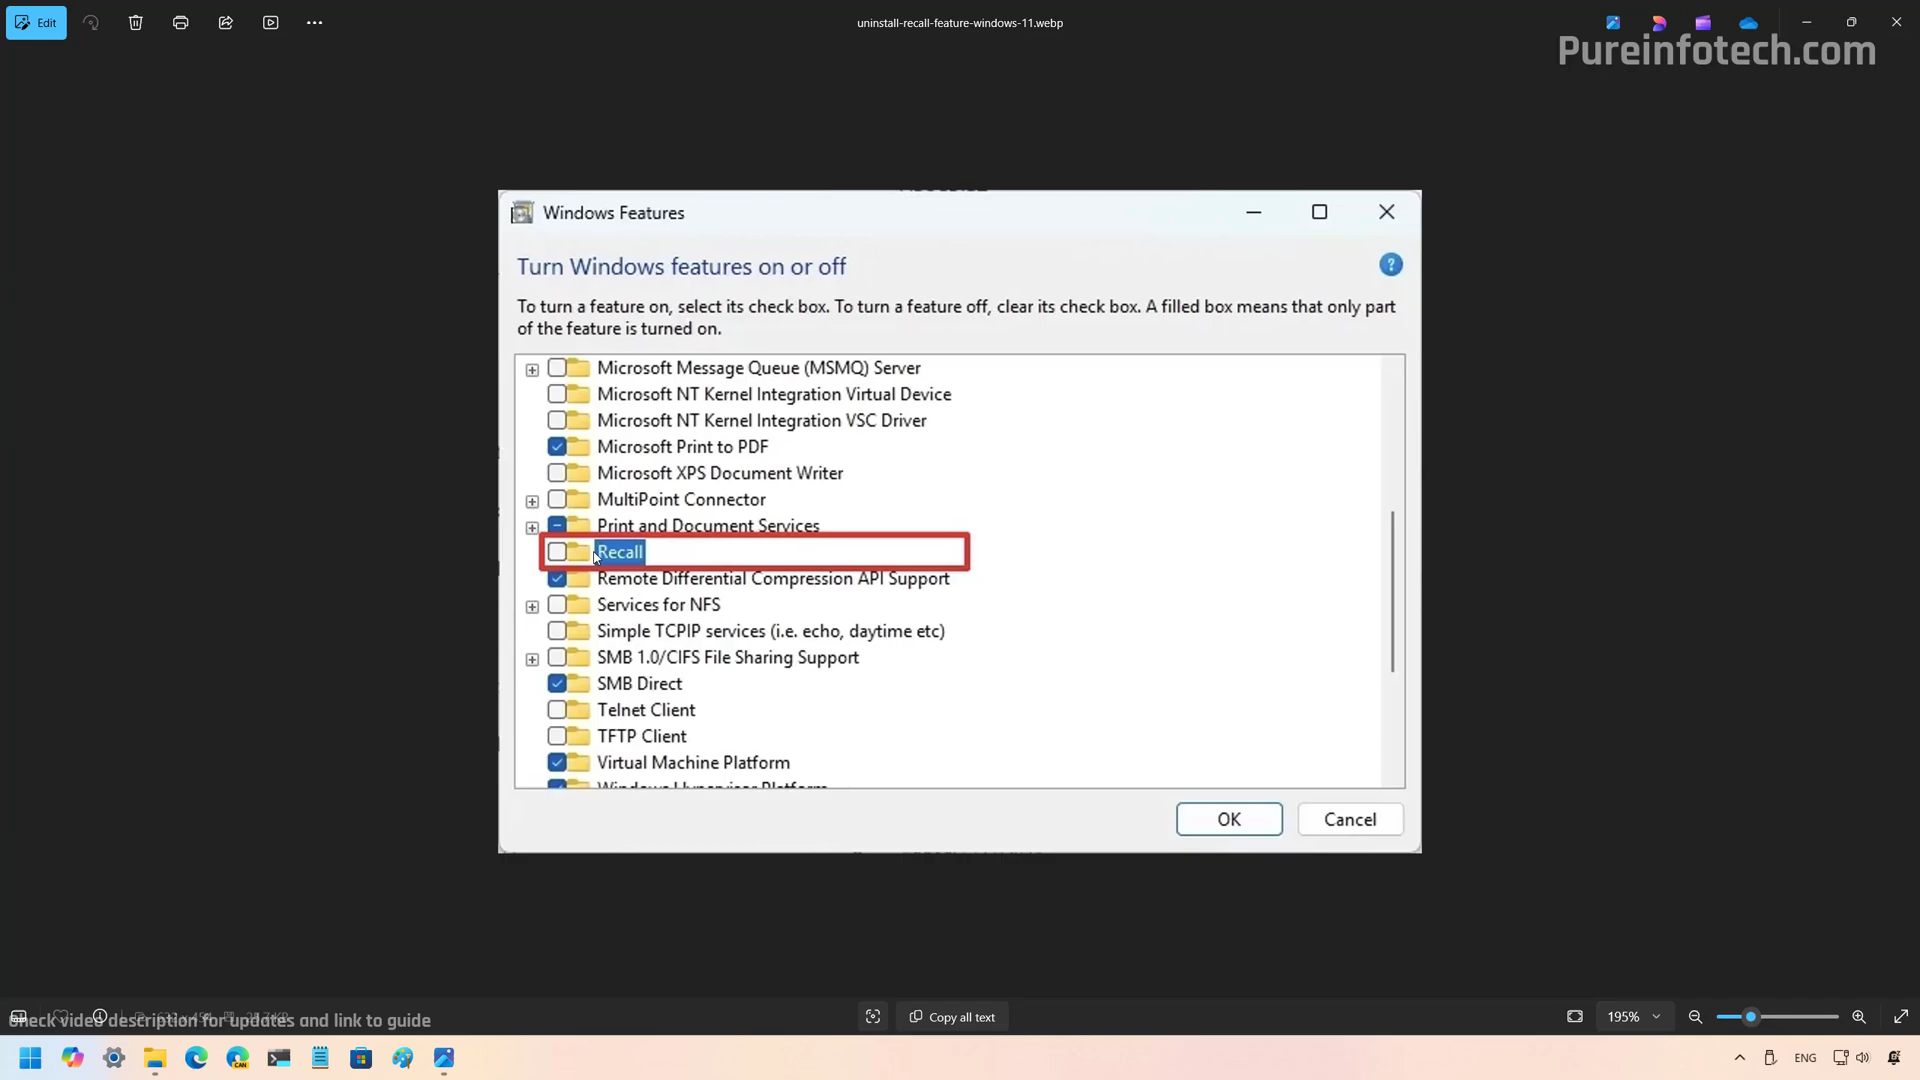 Edit
uninstall-recall-feature-windows-11.webp
Pureinfotech.com
Windows Features
Turn Windows features on or off
To turn a feature on, select its check box. To turn a feature off, clear its check box. A filled box means that only part
of the feature is turned on.
Microsoft Message Queue (MSMQ) Server
Microsoft NT Kernel Integration Virtual Device
Microsoft NT Kernel Integration VSC Driver
Microsoft Print to PDF
Microsoft XPS Document Writer
MultiPoint Connector
Print and Document Services
Recall
Remote Differential Compression API Support
Services for NFS
Simple TCPIP services (i.e. echo, daytime etc)
SMB 1.0/CIFS File Sharing Support
SMB Direct
Telnet Client
TFTP Client
Virtual Machine Platform
Windows Hypervisor Platform
OK
Cancel
Check video description for updates and link to guide
Copy all text
195%
CAN
ENG